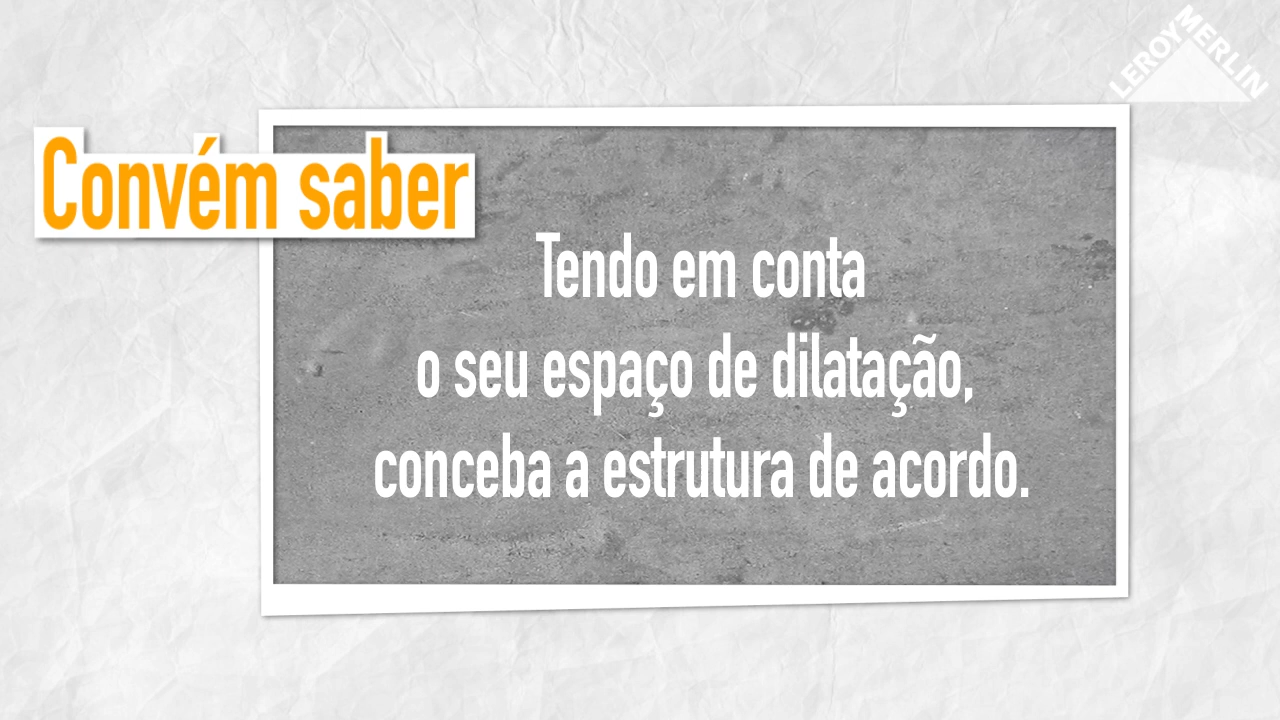 LEROY MERLIN
Convém saber
Tendo em conta
o seu espaço de dilatação,
conceba a estrutura de acordo.